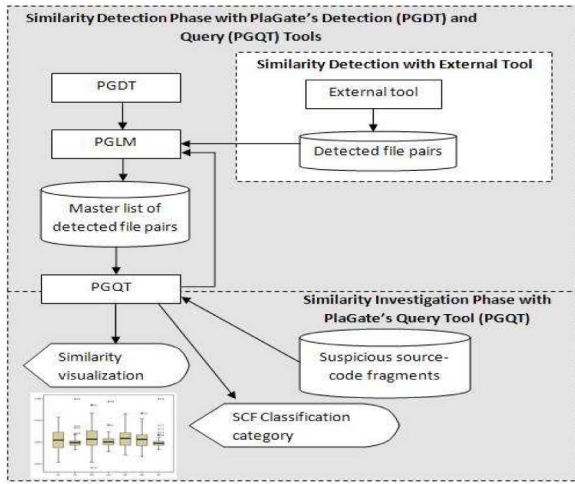 Similarity Detection Phase with PlaGate's Detection (PGDT) and
Query (PGQT) Tools
Similarity Detection with External Tool
PGDT
External tool
PGLM
Detected file pairs
Master list of
detected file pairs
PGQT
Similarity Investigation Phase with
PlaGate's Query Tool (PGQT)
Similarity
visualization
Suspicious source-
code fragments
SCF Classification
category